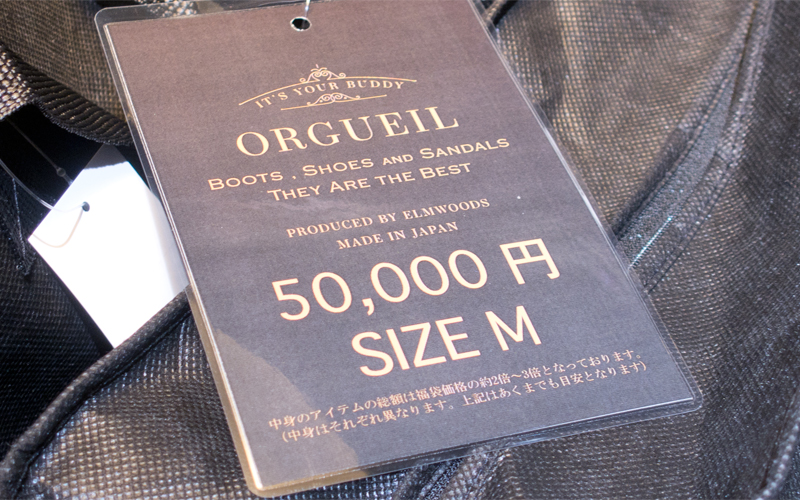 IT'S YOUR BUDDY
ORGUEIL
BOOTS . SHOES AND SANDALS
THEY ARE THE BEST
PRODUCED BY ELMWOODS
MADE IN JAPAN
50,000 円
SIZE M
中身のアイテムの総額は福袋価格の約2倍～3倍となっております。
(中身はそれぞれ異なります。上記はあくまでも目安となります)